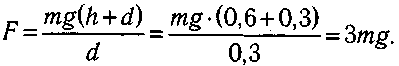 F = mg(h+d)/d = mg·(0,6+0,3)/0,3 = 3mg.